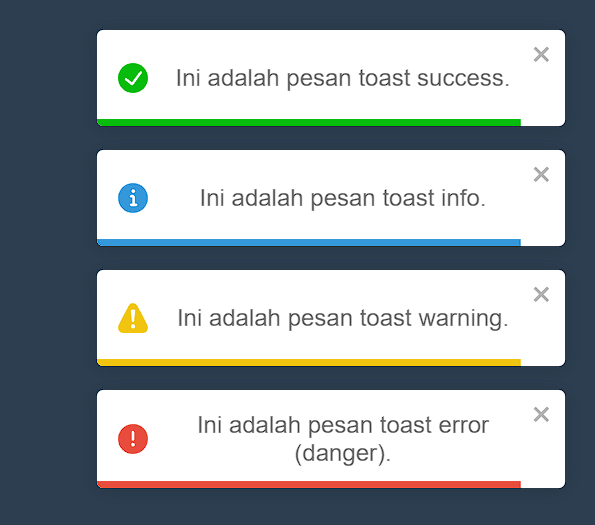 Ini adalah pesan toast success.
Ini adalah pesan toast info.
Ini adalah pesan toast warning.
Ini adalah pesan toast error
(danger).